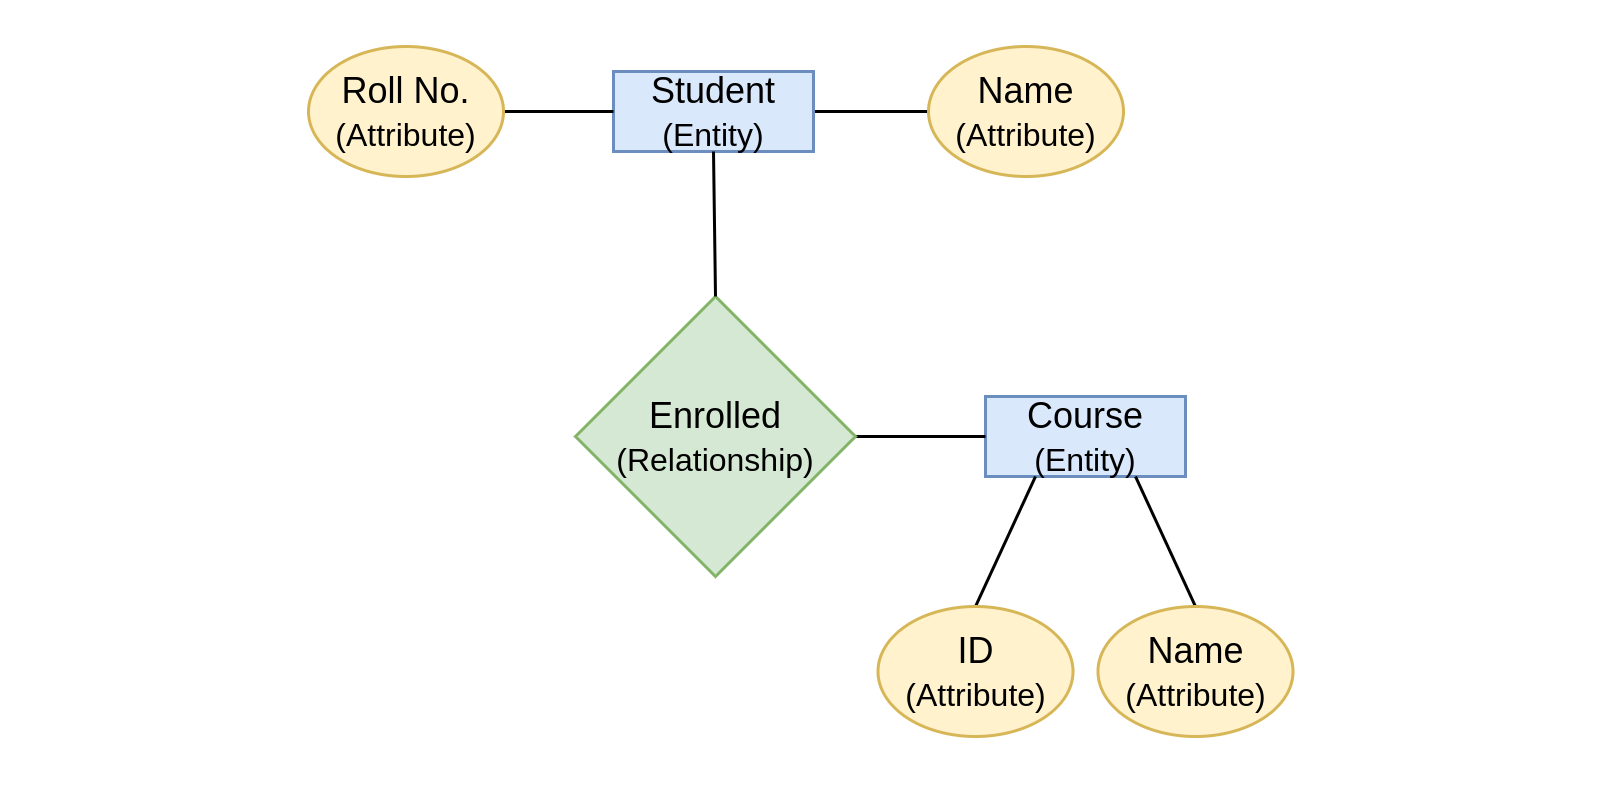 Roll No.
(Attribute)
Student
(Entity)
Name
(Attribute)
Enrolled
(Relationship)
Course
(Entity)
ID
(Attribute)
Name
(Attribute)